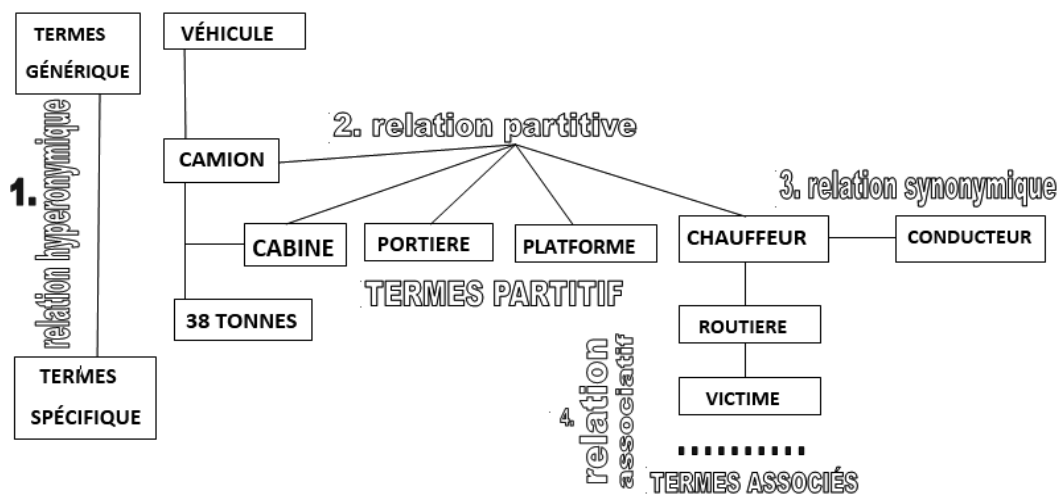 TERMES
GÉNÉRIQUE
VÉHICULE
2. relation partitive
CAMION
1. relation hyperonymique
3. relation synonymique
CABINE
PORTIERE
PLATFORME
CHAUFFEUR
CONDUCTEUR
TERMES PARTITIF
38 TONNES
ROUTIERE
TERMES
SPÉCIFIQUE
VICTIME
4. relation
associatif
TERMES ASSOCIÉS